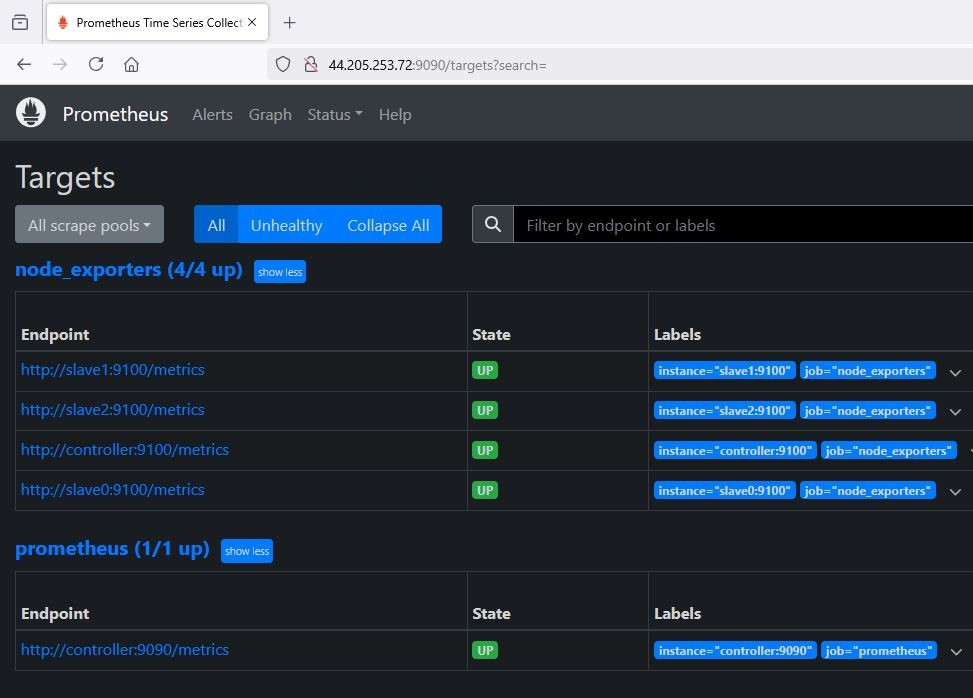 Prometheus Time Series Collect
44.205.253.72:9090/targets?search=
Prometheus Alerts Graph Status Help
Targets
All scrape pools All Unhealthy Collapse All Filter by endpoint or labels
node_exporters (4/4 up) show less
Endpoint State Labels
http://slave1:9100/metrics UP instance="slave1:9100" job="node_exporters"
http://slave2:9100/metrics UP instance="slave2:9100" job="node_exporters"
http://controller:9100/metrics UP instance="controller:9100" job="node_exporters"
http://slave0:9100/metrics UP instance="slave0:9100" job="node_exporters"
prometheus (1/1 up) show less
Endpoint State Labels
http://controller:9090/metrics UP instance="controller:9090" job="prometheus"